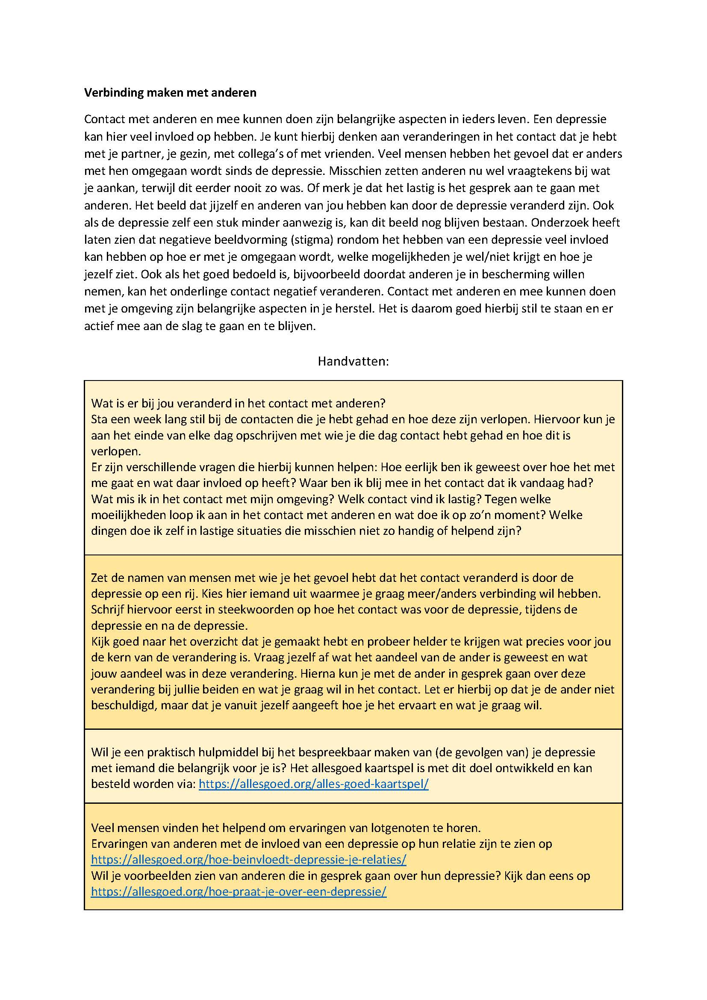 Verbinding maken met anderen
Contact met anderen en mee kunnen doen zijn belangrijke aspecten in ieders leven. Een depressie
kan hier veel invloed op hebben. Je kunt hierbij denken aan veranderingen in het contact dat je hebt
met je partner, je gezin, met collega’s of met vrienden. Veel mensen hebben het gevoel dat er anders
met hen omgegaan wordt sinds de depressie. Misschien zetten anderen nu wel vraagtekens bij wat
je aankan, terwijl dit eerder nooit zo was. Of merk je dat het lastig is het gesprek aan te gaan met
anderen. Het beeld dat jijzelf en anderen van jou hebben kan door de depressie veranderd zijn. Ook
als de depressie zelf een stuk minder aanwezig is, kan dit beeld nog blijven bestaan. Onderzoek heeft
laten zien dat negatieve beeldvorming (stigma) rondom het hebben van een depressie veel invloed
kan hebben op hoe er met je omgegaan wordt, welke mogelijkheden je wel/niet krijgt en hoe je
jezelf ziet. Ook als het goed bedoeld is, bijvoorbeeld doordat anderen je in bescherming willen
nemen, kan het onderlinge contact negatief veranderen. Contact met anderen en mee kunnen doen
met je omgeving zijn belangrijke aspecten in je herstel. Het is daarom goed hierbij stil te staan en er
actief mee aan de slag te gaan en te blijven.
Handvatten:
Wat is er bij jou veranderd in het contact met anderen?
Sta een week lang stil bij de contacten die je hebt gehad en hoe deze zijn verlopen. Hiervoor kun je
aan het einde van elke dag opschrijven met wie je die dag contact hebt gehad en hoe dit is
verlopen.
Er zijn verschillende vragen die hierbij kunnen helpen: Hoe eerlijk ben ik geweest over hoe het met
me gaat en wat daar invloed op heeft? Waar ben ik blij mee in het contact dat ik vandaag had?
Wat mis ik in het contact met mijn omgeving? Welk contact vind ik lastig? Tegen welke
moeilijkheden loop ik aan in het contact met anderen en wat doe ik op zo’n moment? Welke
dingen doe ik zelf in lastige situaties die misschien niet zo handig of helpend zijn?
Zet de namen van mensen met wie je het gevoel hebt dat het contact veranderd is door de
depressie op een rij. Kies hier iemand uit waarmee je graag meer/anders verbinding wil hebben.
Schrijf hiervoor eerst in steekwoorden op hoe het contact was voor de depressie, tijdens de
depressie en na de depressie.
Kijk goed naar het overzicht dat je gemaakt hebt en probeer helder te krijgen wat precies voor jou
de kern van de verandering is. Vraag jezelf af wat het aandeel van de ander is geweest en wat
jouw aandeel was in deze verandering. Hierna kun je met de ander in gesprek gaan over deze
verandering bij jullie beiden en wat je graag wil in het contact. Let er hierbij op dat je de ander niet
beschuldigd, maar dat je vanuit jezelf aangeeft hoe je het ervaart en wat je graag wil.
Wil je een praktisch hulpmiddel bij het bespreekbaar maken van (de gevolgen van) je depressie
met iemand die belangrijk voor je is? Het allesgoed kaartspel is met dit doel ontwikkeld en kan
besteld worden via: https://allesgoed.org/alles-goed-kaartspel/
Veel mensen vinden het helpend om ervaringen van lotgenoten te horen.
Ervaringen van anderen met de invloed van een depressie op hun relatie zijn te zien op
https://allesgoed.org/hoe-beinvloedt-depressie-je-relaties/
Wil je voorbeelden zien van anderen die in gesprek gaan over hun depressie? Kijk dan eens op
https://allesgoed.org/hoe-praat-je-over-een-depressie/